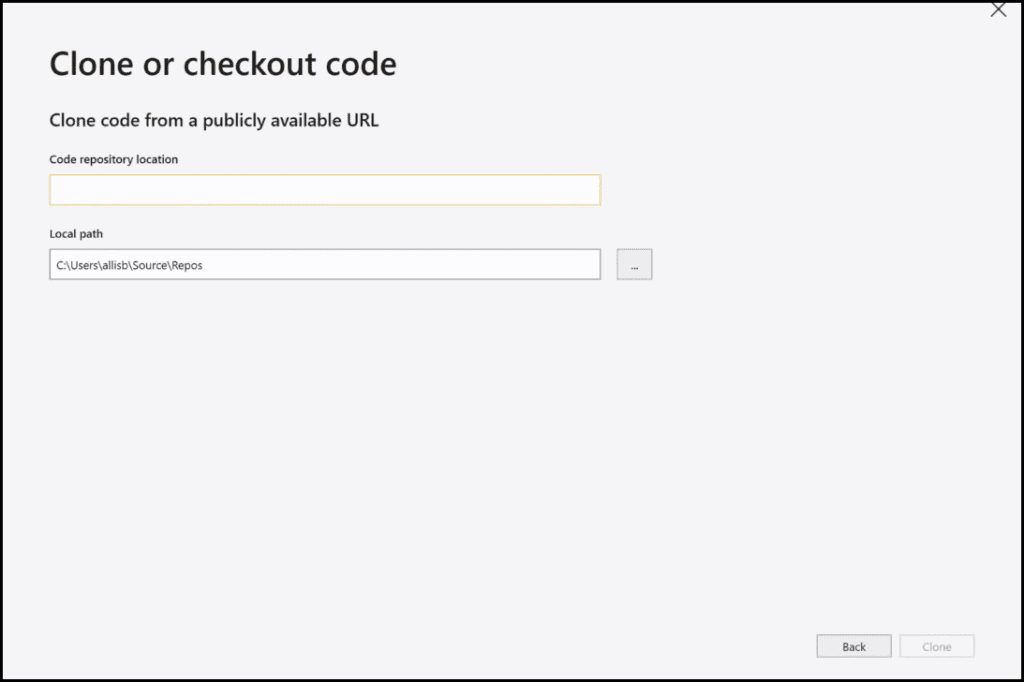 Clone or checkout code
Clone code from a publicly available URL
Code repository location
Local path
C:\Users\allisb\Source\Repos
...
Back
Clone